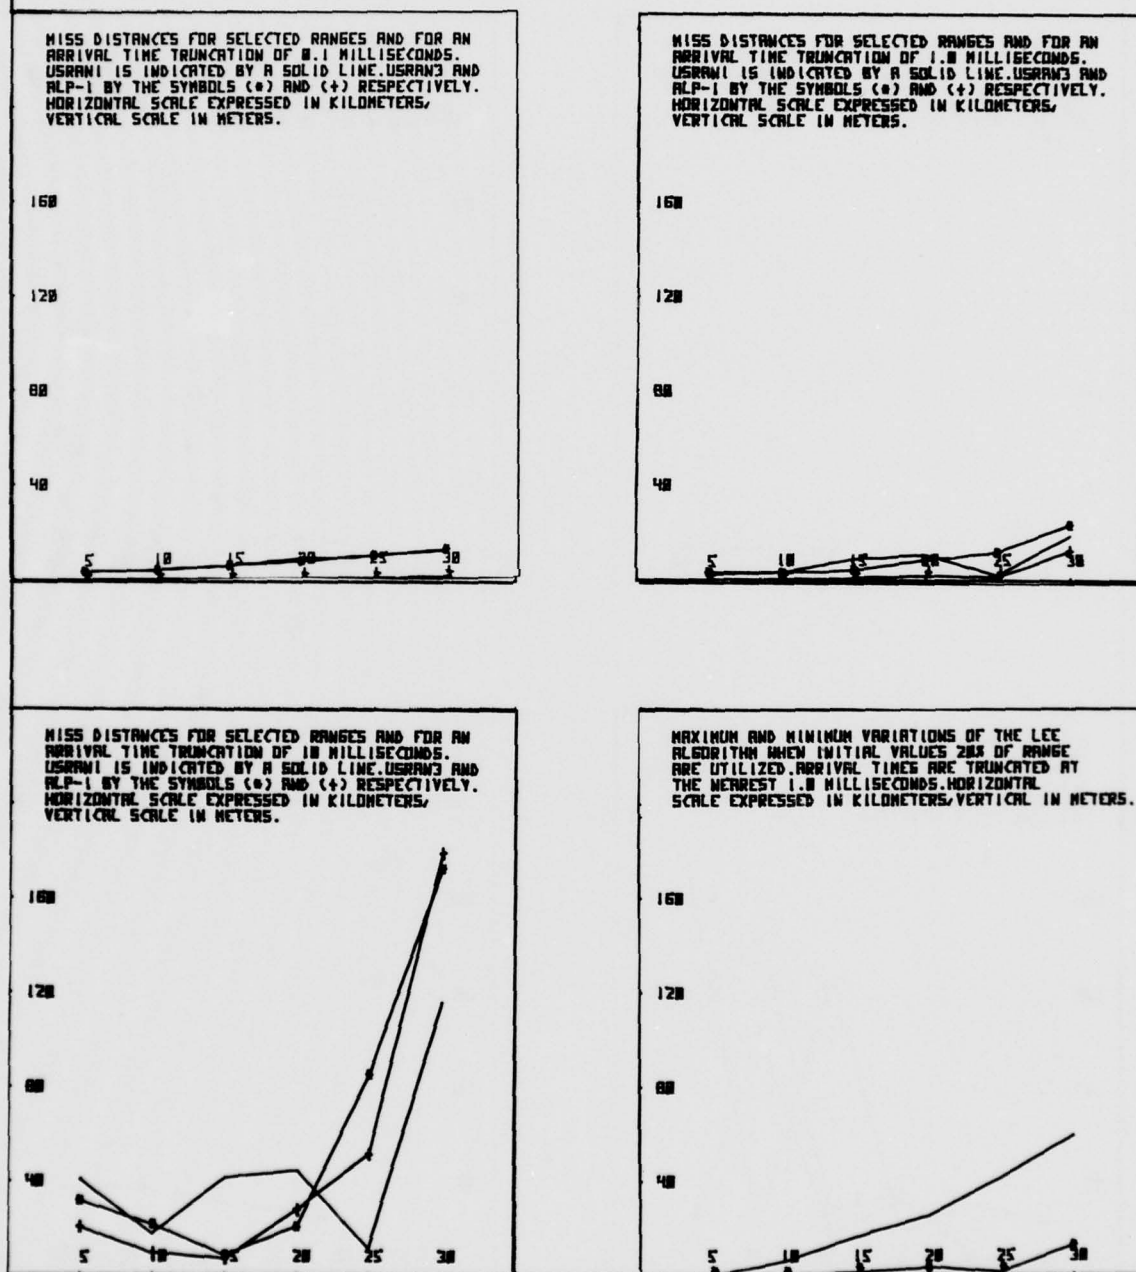 MISS DISTANCES FOR SELECTED RANGES AND FOR AN
ARRIVAL TIME TRUNCATION OF 0.1 MILLISECONDS.
USRAN1 IS INDICATED BY A SOLID LINE.USRAN3 AND
ALP-1 BY THE SYMBOLS (*) AND (+) RESPECTIVELY.
HORIZONTAL SCALE EXPRESSED IN KILOMETERS,
VERTICAL SCALE IN METERS.
160
120
80
40
5 10 15 20 25 30
MISS DISTANCES FOR SELECTED RANGES AND FOR AN
ARRIVAL TIME TRUNCATION OF 1.0 MILLISECONDS.
USRAN1 IS INDICATED BY A SOLID LINE.USRAN3 AND
ALP-1 BY THE SYMBOLS (*) AND (+) RESPECTIVELY.
HORIZONTAL SCALE EXPRESSED IN KILOMETERS,
VERTICAL SCALE IN METERS.
160
120
80
40
5 10 15 20 25 30
MISS DISTANCES FOR SELECTED RANGES AND FOR AN
ARRIVAL TIME TRUNCATION OF 10 MILLISECONDS.
USRAN1 IS INDICATED BY A SOLID LINE.USRAN3 AND
ALP-1 BY THE SYMBOLS (*) AND (+) RESPECTIVELY.
HORIZONTAL SCALE EXPRESSED IN KILOMETERS,
VERTICAL SCALE IN METERS.
160
120
80
40
5 10 15 20 25 30
MAXIMUM AND MINIMUM VARIATIONS OF THE LEE
ALGORITHM WHEN INITIAL VALUES 20% OF RANGE
ARE UTILIZED.ARRIVAL TIMES ARE TRUNCATED AT
THE NEAREST 1.0 MILLISECONDS.HORIZONTAL
SCALE EXPRESSED IN KILOMETERS,VERTICAL IN METERS.
160
120
80
40
5 10 15 20 25 30